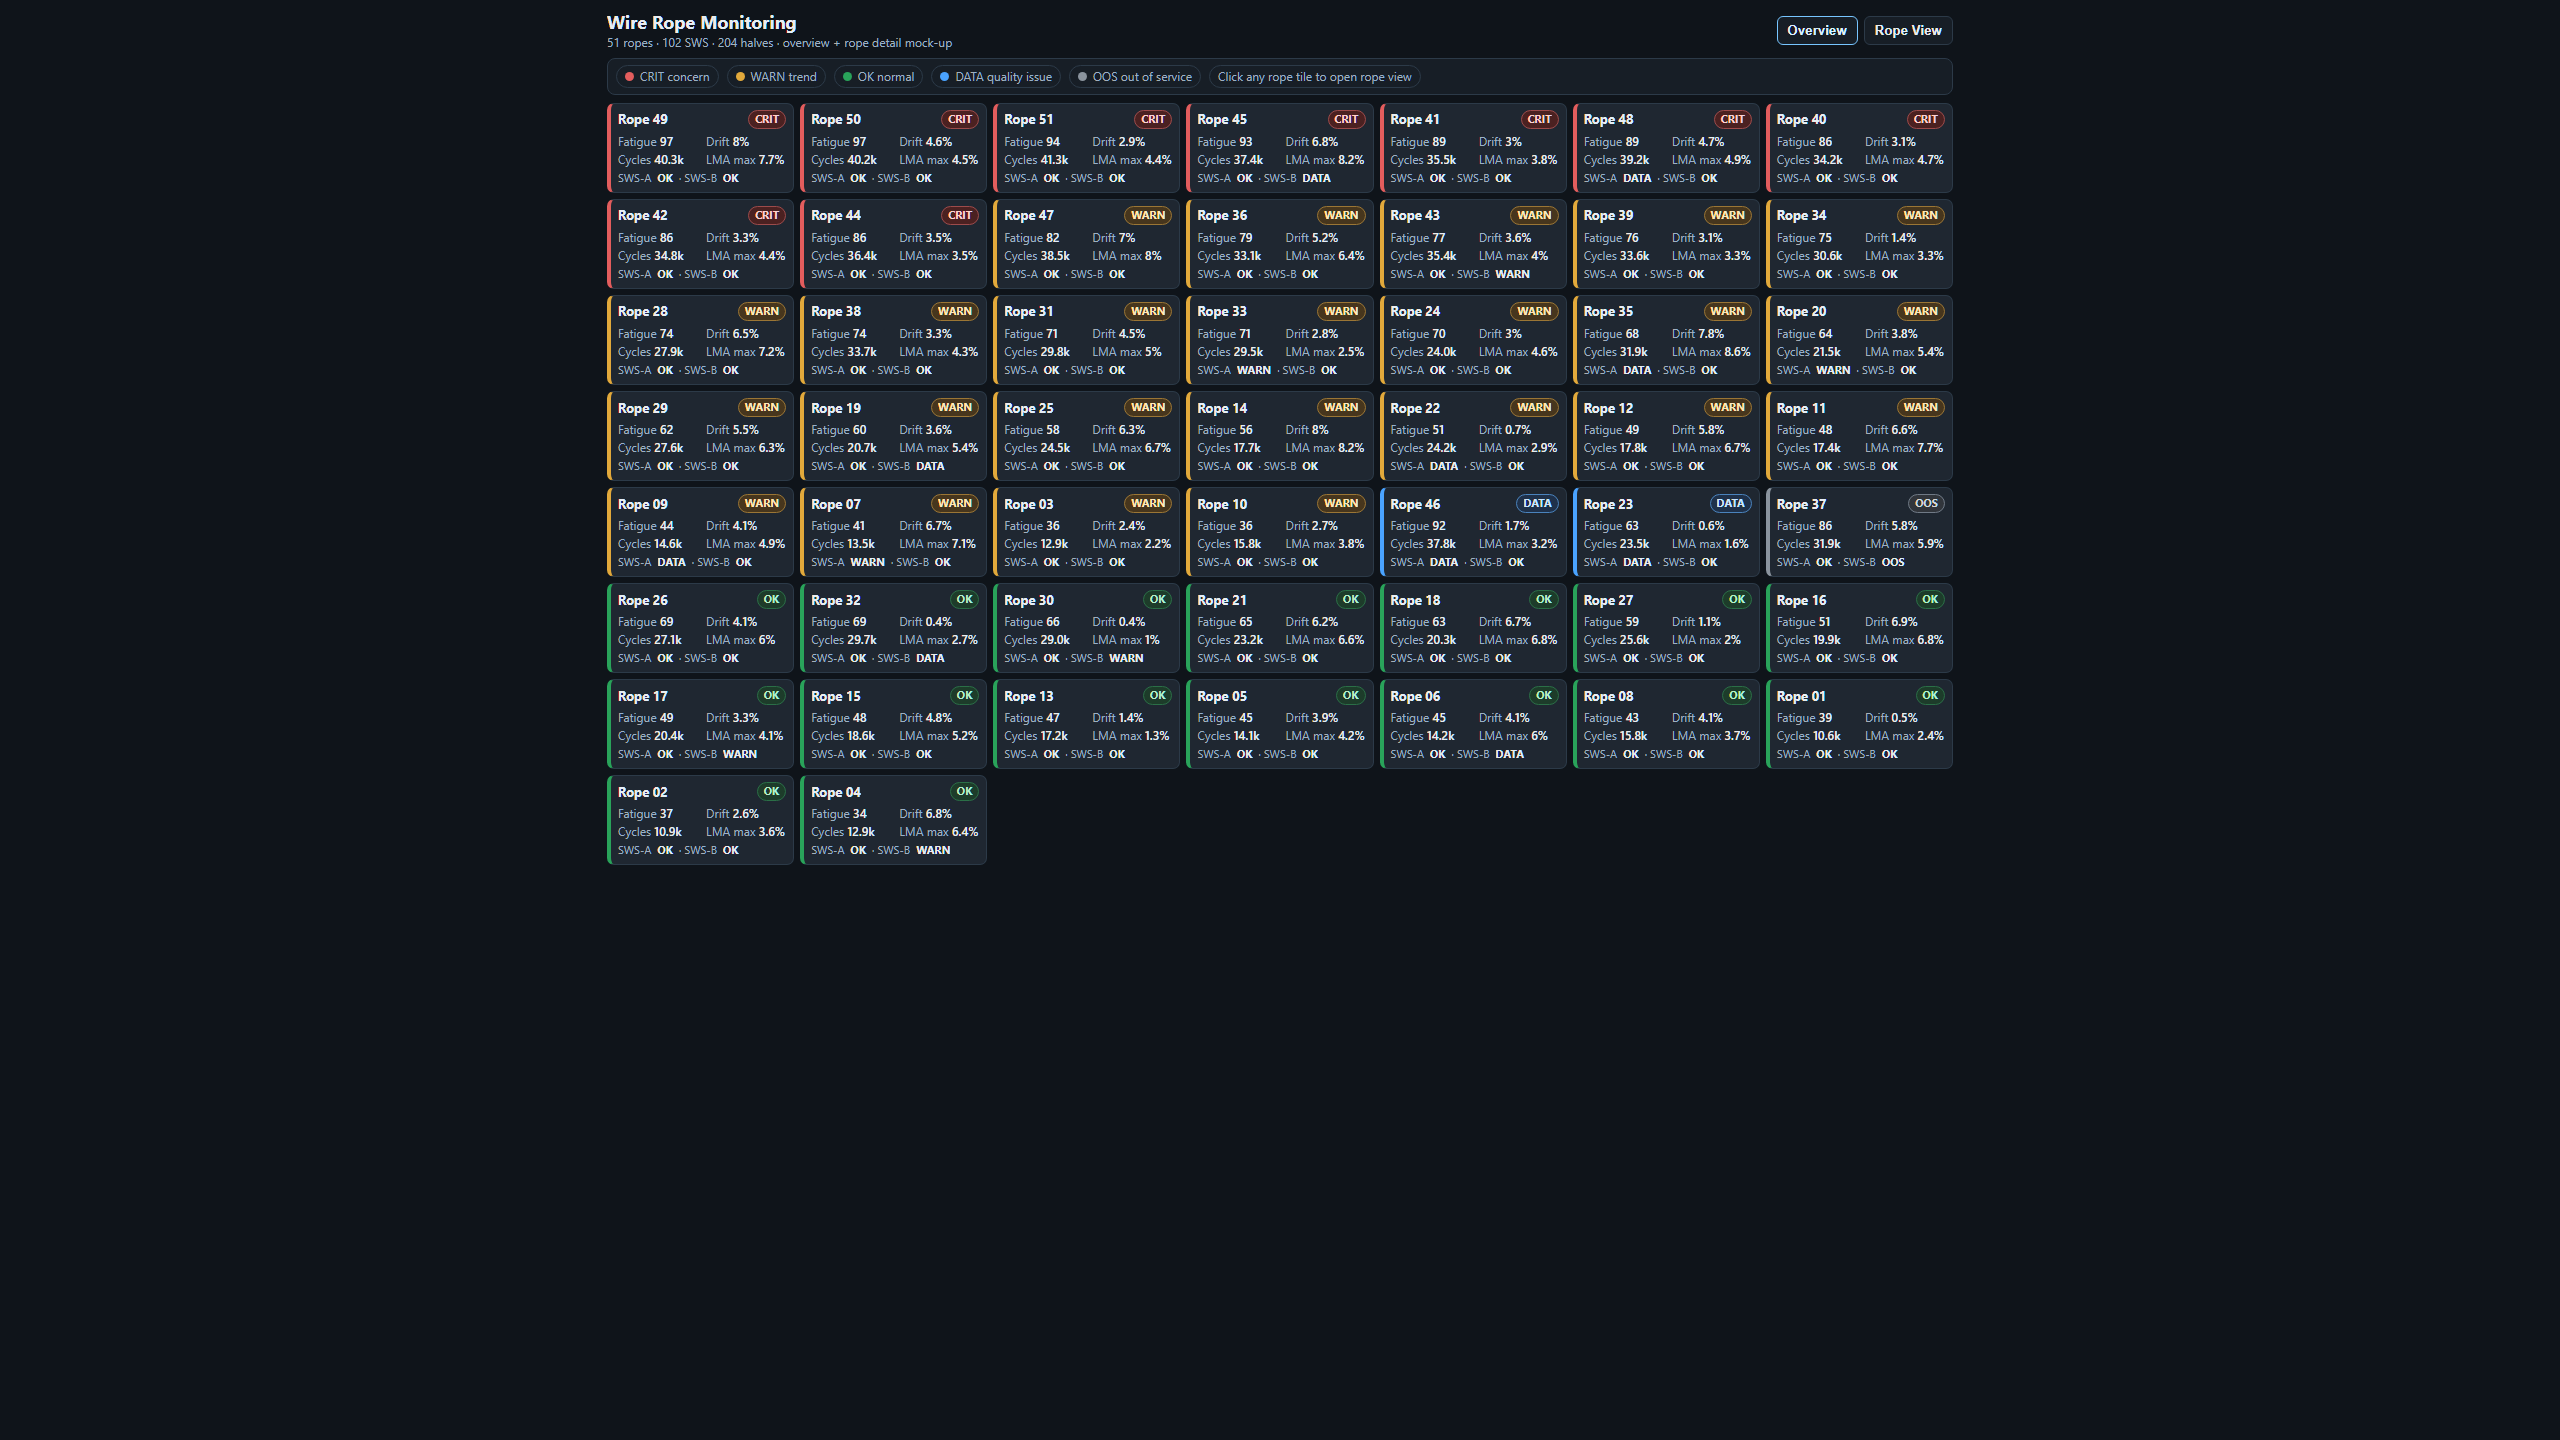 Wire Rope Monitoring
51 ropes · 102 SWS · 204 halves · overview + rope detail mock-up
Overview
Rope View
CRIT concern
WARN trend
OK normal
DATA quality issue
OOS out of service
Click any rope tile to open rope view
Rope 49 CRIT
Fatigue 97 Drift 8%
Cycles 40.3k LMA max 7.7%
SWS-A OK · SWS-B OK
Rope 50 CRIT
Fatigue 97 Drift 4.6%
Cycles 40.2k LMA max 4.5%
SWS-A OK · SWS-B OK
Rope 51 CRIT
Fatigue 94 Drift 2.9%
Cycles 41.3k LMA max 4.4%
SWS-A OK · SWS-B OK
Rope 45 CRIT
Fatigue 93 Drift 6.8%
Cycles 37.4k LMA max 8.2%
SWS-A OK · SWS-B DATA
Rope 41 CRIT
Fatigue 89 Drift 3%
Cycles 35.5k LMA max 3.8%
SWS-A OK · SWS-B OK
Rope 48 CRIT
Fatigue 89 Drift 4.7%
Cycles 39.2k LMA max 4.9%
SWS-A DATA · SWS-B OK
Rope 40 CRIT
Fatigue 86 Drift 3.1%
Cycles 34.2k LMA max 4.7%
SWS-A OK · SWS-B OK
Rope 42 CRIT
Fatigue 86 Drift 3.3%
Cycles 34.8k LMA max 4.4%
SWS-A OK · SWS-B OK
Rope 44 CRIT
Fatigue 86 Drift 3.5%
Cycles 36.4k LMA max 3.5%
SWS-A OK · SWS-B OK
Rope 47 WARN
Fatigue 82 Drift 7%
Cycles 38.5k LMA max 8%
SWS-A OK · SWS-B OK
Rope 36 WARN
Fatigue 79 Drift 5.2%
Cycles 33.1k LMA max 6.4%
SWS-A OK · SWS-B OK
Rope 43 WARN
Fatigue 77 Drift 3.6%
Cycles 35.4k LMA max 4%
SWS-A OK · SWS-B WARN
Rope 39 WARN
Fatigue 76 Drift 3.1%
Cycles 33.6k LMA max 3.3%
SWS-A OK · SWS-B OK
Rope 34 WARN
Fatigue 75 Drift 1.4%
Cycles 30.6k LMA max 3.3%
SWS-A OK · SWS-B OK
Rope 28 WARN
Fatigue 74 Drift 6.5%
Cycles 27.9k LMA max 7.2%
SWS-A OK · SWS-B OK
Rope 38 WARN
Fatigue 74 Drift 3.3%
Cycles 33.7k LMA max 4.3%
SWS-A OK · SWS-B OK
Rope 31 WARN
Fatigue 71 Drift 4.5%
Cycles 29.8k LMA max 5%
SWS-A OK · SWS-B OK
Rope 33 WARN
Fatigue 71 Drift 2.8%
Cycles 29.5k LMA max 2.5%
SWS-A WARN · SWS-B OK
Rope 24 WARN
Fatigue 70 Drift 3%
Cycles 24.0k LMA max 4.6%
SWS-A OK · SWS-B OK
Rope 35 WARN
Fatigue 68 Drift 7.8%
Cycles 31.9k LMA max 8.6%
SWS-A DATA · SWS-B OK
Rope 20 WARN
Fatigue 64 Drift 3.8%
Cycles 21.5k LMA max 5.4%
SWS-A WARN · SWS-B OK
Rope 29 WARN
Fatigue 62 Drift 5.5%
Cycles 27.6k LMA max 6.3%
SWS-A OK · SWS-B OK
Rope 19 WARN
Fatigue 60 Drift 3.6%
Cycles 20.7k LMA max 5.4%
SWS-A OK · SWS-B DATA
Rope 25 WARN
Fatigue 58 Drift 6.3%
Cycles 24.5k LMA max 6.7%
SWS-A OK · SWS-B OK
Rope 14 WARN
Fatigue 56 Drift 8%
Cycles 17.7k LMA max 8.2%
SWS-A OK · SWS-B OK
Rope 22 WARN
Fatigue 51 Drift 0.7%
Cycles 24.2k LMA max 2.9%
SWS-A DATA · SWS-B OK
Rope 12 WARN
Fatigue 49 Drift 5.8%
Cycles 17.8k LMA max 6.7%
SWS-A OK · SWS-B OK
Rope 11 WARN
Fatigue 48 Drift 6.6%
Cycles 17.4k LMA max 7.7%
SWS-A OK · SWS-B OK
Rope 09 WARN
Fatigue 44 Drift 4.1%
Cycles 14.6k LMA max 4.9%
SWS-A DATA · SWS-B OK
Rope 07 WARN
Fatigue 41 Drift 6.7%
Cycles 13.5k LMA max 7.1%
SWS-A WARN · SWS-B OK
Rope 03 WARN
Fatigue 36 Drift 2.4%
Cycles 12.9k LMA max 2.2%
SWS-A OK · SWS-B OK
Rope 10 WARN
Fatigue 36 Drift 2.7%
Cycles 15.8k LMA max 3.8%
SWS-A OK · SWS-B OK
Rope 46 DATA
Fatigue 92 Drift 1.7%
Cycles 37.8k LMA max 3.2%
SWS-A DATA · SWS-B OK
Rope 23 DATA
Fatigue 63 Drift 0.6%
Cycles 23.5k LMA max 1.6%
SWS-A DATA · SWS-B OK
Rope 37 OOS
Fatigue 86 Drift 5.8%
Cycles 31.9k LMA max 5.9%
SWS-A OK · SWS-B OOS
Rope 26 OK
Fatigue 69 Drift 4.1%
Cycles 27.1k LMA max 6%
SWS-A OK · SWS-B OK
Rope 32 OK
Fatigue 69 Drift 0.4%
Cycles 29.7k LMA max 2.7%
SWS-A OK · SWS-B DATA
Rope 30 OK
Fatigue 66 Drift 0.4%
Cycles 29.0k LMA max 1%
SWS-A OK · SWS-B WARN
Rope 21 OK
Fatigue 65 Drift 6.2%
Cycles 23.2k LMA max 6.6%
SWS-A OK · SWS-B OK
Rope 18 OK
Fatigue 63 Drift 6.7%
Cycles 20.3k LMA max 6.8%
SWS-A OK · SWS-B OK
Rope 27 OK
Fatigue 59 Drift 1.1%
Cycles 25.6k LMA max 2%
SWS-A OK · SWS-B OK
Rope 16 OK
Fatigue 51 Drift 6.9%
Cycles 19.9k LMA max 6.8%
SWS-A OK · SWS-B OK
Rope 17 OK
Fatigue 49 Drift 3.3%
Cycles 20.4k LMA max 4.1%
SWS-A OK · SWS-B WARN
Rope 15 OK
Fatigue 48 Drift 4.8%
Cycles 18.6k LMA max 5.2%
SWS-A OK · SWS-B OK
Rope 13 OK
Fatigue 47 Drift 1.4%
Cycles 17.2k LMA max 1.3%
SWS-A OK · SWS-B OK
Rope 05 OK
Fatigue 45 Drift 3.9%
Cycles 14.1k LMA max 4.2%
SWS-A OK · SWS-B OK
Rope 06 OK
Fatigue 45 Drift 4.1%
Cycles 14.2k LMA max 6%
SWS-A OK · SWS-B DATA
Rope 08 OK
Fatigue 43 Drift 4.1%
Cycles 15.8k LMA max 3.7%
SWS-A OK · SWS-B OK
Rope 01 OK
Fatigue 39 Drift 0.5%
Cycles 10.6k LMA max 2.4%
SWS-A OK · SWS-B OK
Rope 02 OK
Fatigue 37 Drift 2.6%
Cycles 10.9k LMA max 3.6%
SWS-A OK · SWS-B OK
Rope 04 OK
Fatigue 34 Drift 6.8%
Cycles 12.9k LMA max 6.4%
SWS-A OK · SWS-B WARN